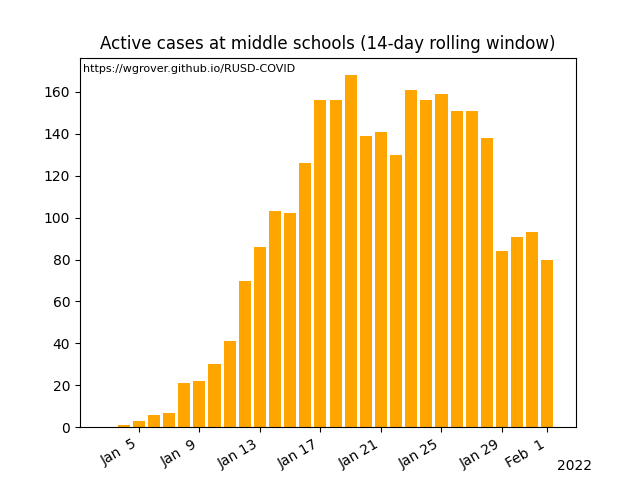 Active cases at middle schools (14-day rolling window)
https://wgrover.github.io/RUSD-COVID
160
140
120
100
80
60
40
20
0
Jan 5
Jan 9
Jan 13
Jan 17
Jan 21
Jan 25
Jan 29
Feb 1
2022